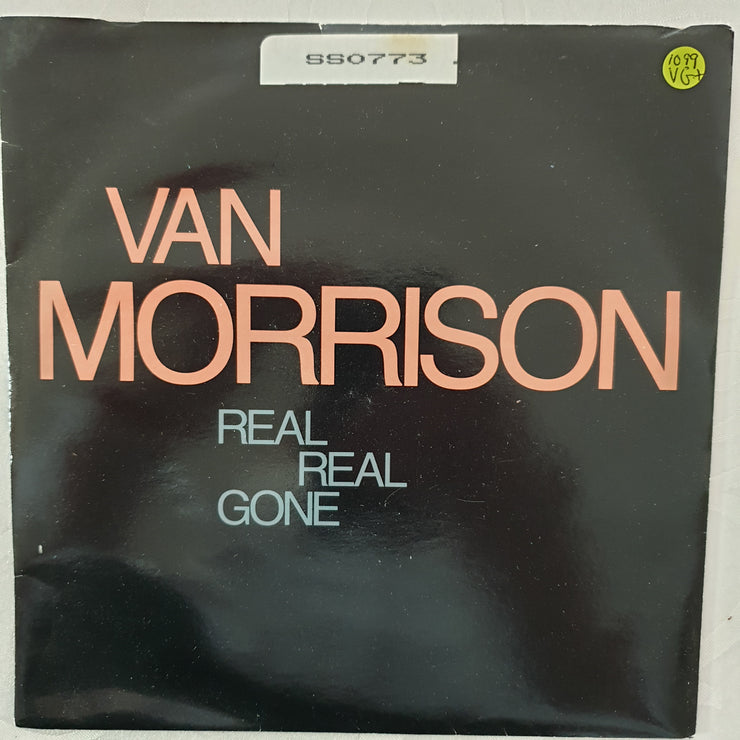 SS0773 .
1099
VG+
VAN
MORRISON
REAL
REAL
GONE